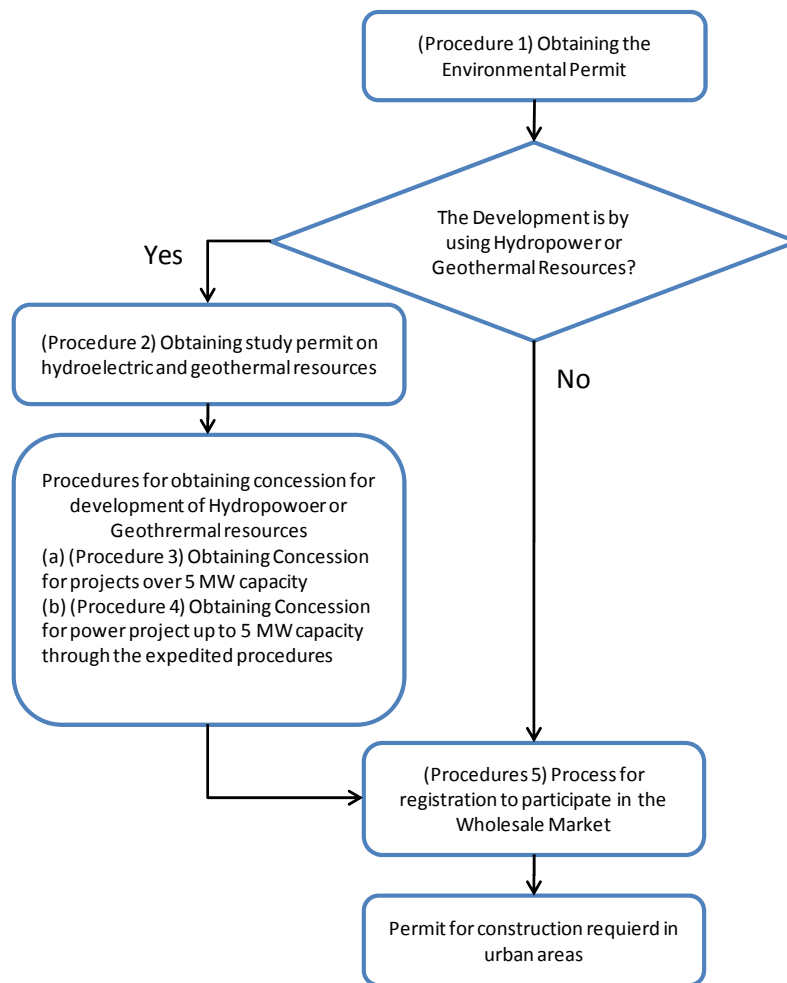 (Procedure 1) Obtaining the
Environmental Permit
The Development is by
using Hydropower or
Geothermal Resources?
Yes
No
(Procedure 2) Obtaining study permit on
hydroelectric and geothermal resources
Procedures for obtaining concession for
development of Hydropowoer or
Geothrermal resources
(a) (Procedure 3) Obtaining Concession
for projects over 5 MW capacity
(b) (Procedure 4) Obtaining Concession
for power project up to 5 MW capacity
through the expedited procedures
(Procedures 5) Process for
registration to participate in the
Wholesale Market
Permit for construction requierd in
urban areas